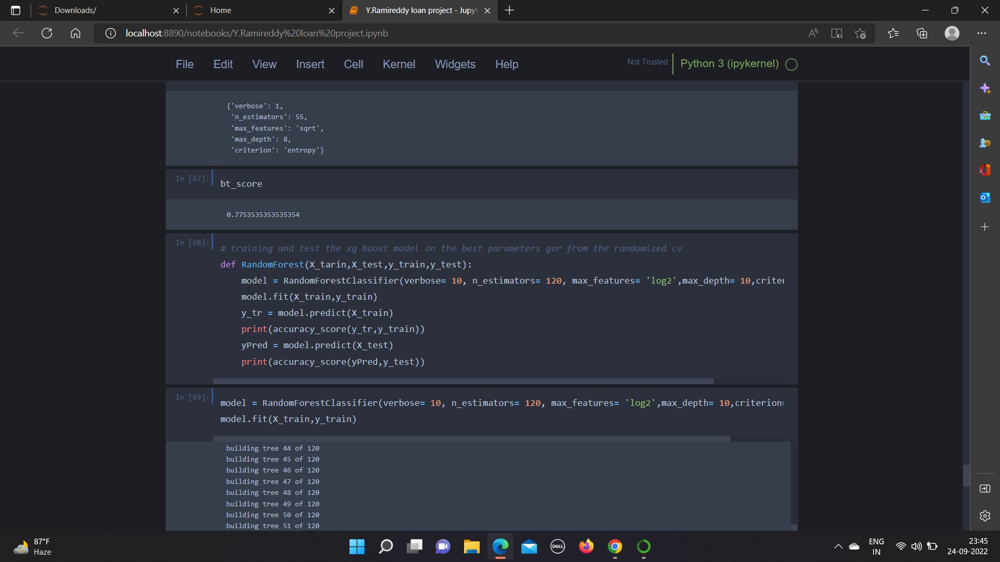 Downloads/
Home
Y.Ramireddy loan project - Jupyt
localhost:8890/notebooks/Y.Ramireddy%20loan%20project.ipynb
File Edit View Insert Cell Kernel Widgets Help Not Trusted Python 3 (ipykernel)
{'verbose': 1,
'n_estimators': 55,
'max_features': 'sqrt',
'max_depth': 8,
'criterion': 'entropy'}
In [67]: bt_score
0.7753535353535354
In [68]: # training and test the xg boost model on the best parameters gor from the randomized cv
def RandomForest(X_tarin,X_test,y_train,y_test):
model = RandomForestClassifier(verbose= 10, n_estimators= 120, max_features= 'log2',max_depth= 10,criter
model.fit(X_train,y_train)
y_tr = model.predict(X_train)
print(accuracy_score(y_tr,y_train))
yPred = model.predict(X_test)
print(accuracy_score(yPred,y_test))
In [69]: model = RandomForestClassifier(verbose= 10, n_estimators= 120, max_features= 'log2',max_depth= 10,criterion=
model.fit(X_train,y_train)
building tree 44 of 120
building tree 45 of 120
building tree 46 of 120
building tree 47 of 120
building tree 48 of 120
building tree 49 of 120
building tree 50 of 120
building tree 51 of 120
87°F
Haze
DELL
ENG
IN
23:45
24-09-2022